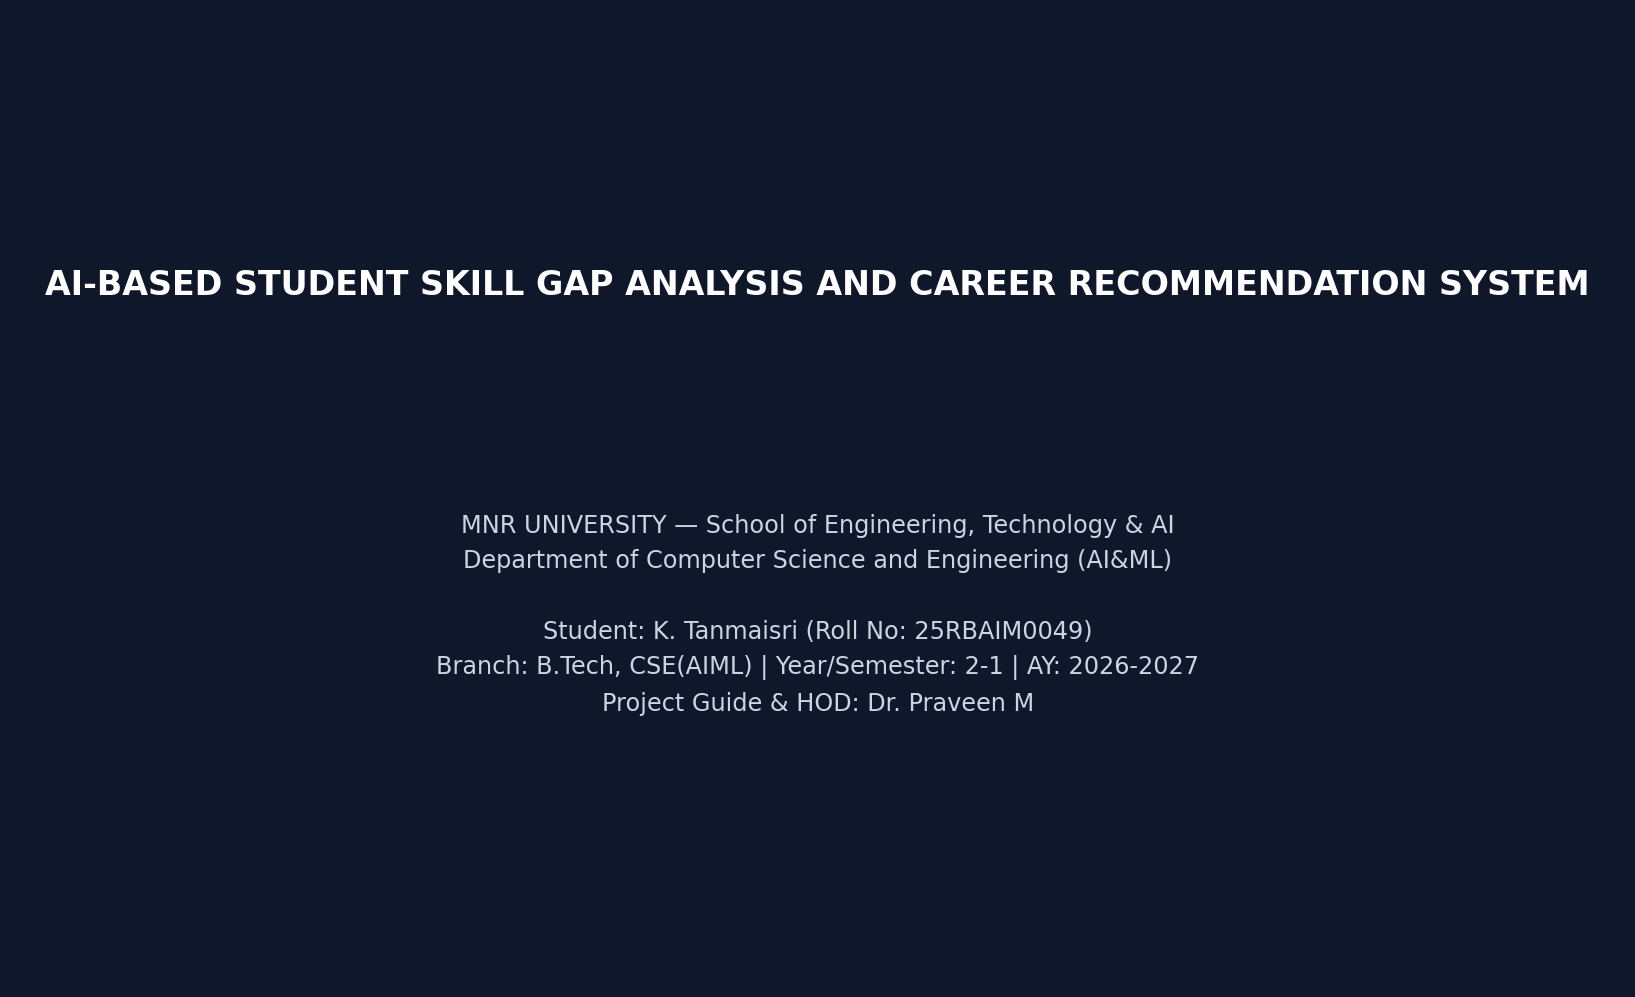 AI-BASED STUDENT SKILL GAP ANALYSIS AND CAREER RECOMMENDATION SYSTEM
MNR UNIVERSITY — School of Engineering, Technology & AI
Department of Computer Science and Engineering (AI&ML)
Student: K. Tanmaisri (Roll No: 25RBAIM0049)
Branch: B.Tech, CSE(AIML) | Year/Semester: 2-1 | AY: 2026-2027
Project Guide & HOD: Dr. Praveen M